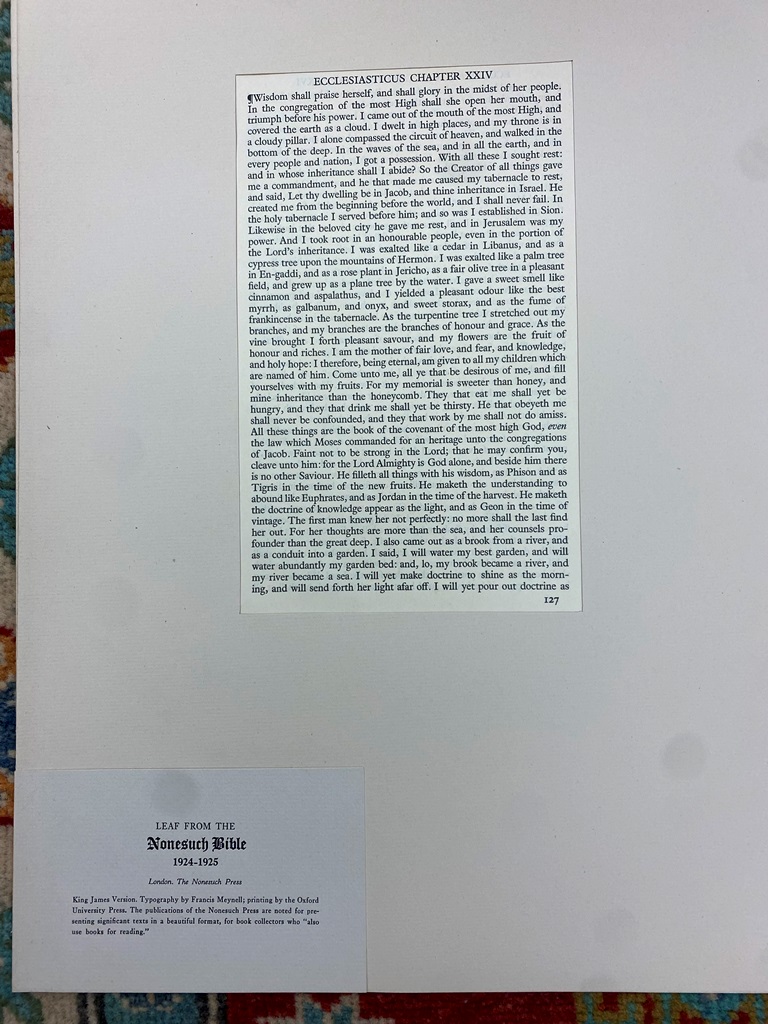 ECCLESIASTICUS CHAPTER XXIV
¶Wisdom shall praise herself, and shall glory in the midst of her people.
In the congregation of the most High shall she open her mouth, and
triumph before his power. I came out of the mouth of the most High, and
covered the earth as a cloud. I dwelt in high places, and my throne is in
a cloudy pillar. I alone compassed the circuit of heaven, and walked in the
bottom of the deep. In the waves of the sea, and in all the earth, and in
every people and nation, I got a possession. With all these I sought rest:
and in whose inheritance shall I abide? So the Creator of all things gave
me a commandment, and he that made me caused my tabernacle to rest,
and said, Let thy dwelling be in Jacob, and thine inheritance in Israel. He
created me from the beginning before the world, and I shall never fail. In
the holy tabernacle I served before him; and so was I established in Sion.
Likewise in the beloved city he gave me rest, and in Jerusalem was my
power. And I took root in an honourable people, even in the portion of
the Lord's inheritance. I was exalted like a cedar in Libanus, and as a
cypress tree upon the mountains of Hermon. I was exalted like a palm tree
in En-gaddi, and as a rose plant in Jericho, as a fair olive tree in a pleasant
field, and grew up as a plane tree by the water. I gave a sweet smell like
cinnamon and aspalathus, and I yielded a pleasant odour like the best
myrrh, as galbanum, and onyx, and sweet storax, and as the fume of
frankincense in the tabernacle. As the turpentine tree I stretched out my
branches, and my branches are the branches of honour and grace. As the
vine brought I forth pleasant savour, and my flowers are the fruit of
honour and riches. I am the mother of fair love, and fear, and knowledge,
and holy hope: I therefore, being eternal, am given to all my children which
are named of him. Come unto me, all ye that be desirous of me, and fill
yourselves with my fruits. For my memorial is sweeter than honey, and
mine inheritance than the honeycomb. They that eat me shall yet be
hungry, and they that drink me shall yet be thirsty. He that obeyeth me
shall never be confounded, and they that work by me shall not do amiss.
All these things are the book of the covenant of the most high God, even
the law which Moses commanded for an heritage unto the congregations
of Jacob. Faint not to be strong in the Lord; that he may confirm you,
cleave unto him: for the Lord Almighty is God alone, and beside him there
is no other Saviour. He filleth all things with his wisdom, as Phison and as
Tigris in the time of the new fruits. He maketh the understanding to
abound like Euphrates, and as Jordan in the time of the harvest. He maketh
the doctrine of knowledge appear as the light, and as Geon in the time of
vintage. The first man knew her not perfectly: no more shall the last find
her out. For her thoughts are more than the sea, and her counsels pro-
founder than the great deep. I also came out as a brook from a river, and
as a conduit into a garden. I said, I will water my best garden, and will
water abundantly my garden bed: and, lo, my brook became a river, and
my river became a sea. I will yet make doctrine to shine as the morn-
ing, and will send forth her light afar off. I will yet pour out doctrine as
127
LEAF FROM THE
Nonesuch Bible
1924-1925
London. The Nonesuch Press
King James Version. Typography by Francis Meynell; printing by the Oxford
University Press. The publications of the Nonesuch Press are noted for pre-
senting significant texts in a beautiful format, for book collectors who "also
use books for reading."